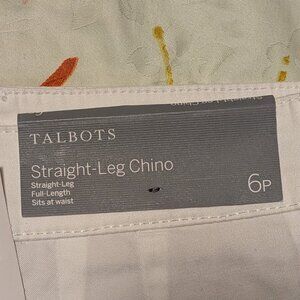 TALBOTS
Straight-Leg Chino
Straight-Leg
Full-Length
Sits at waist
6P